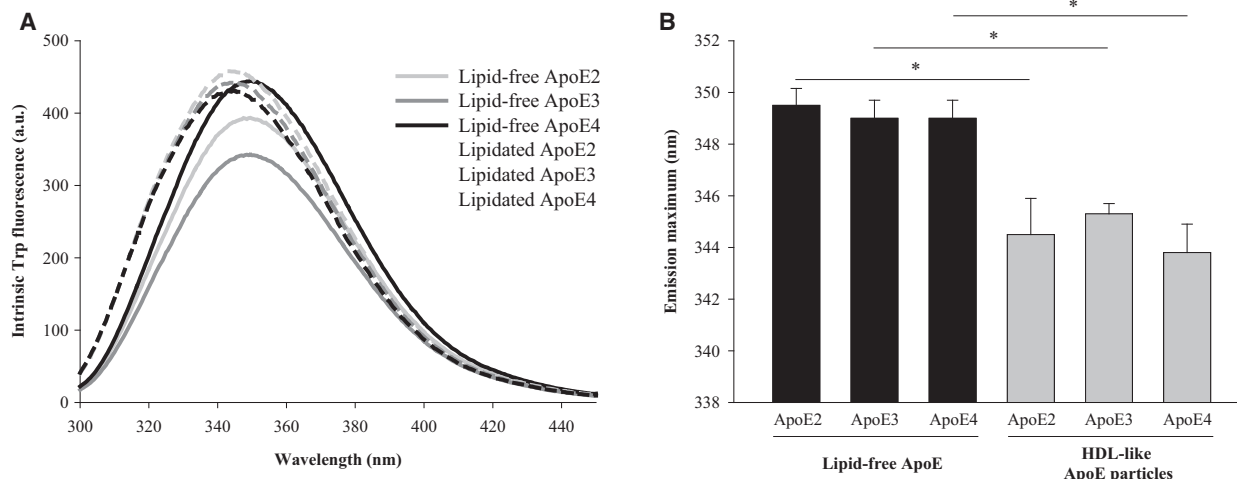 A
500
400
300
200
100
0
Intrinsic Trp fluorescence (a.u.)
300 320 340 360 380 400 420 440
Wavelength (nm)
Lipid-free ApoE2
Lipid-free ApoE3
Lipid-free ApoE4
Lipidated ApoE2
Lipidated ApoE3
Lipidated ApoE4
B
*
*
*
352
350
348
346
344
342
340
338
Emission maximum (nm)
ApoE2 ApoE3 ApoE4 ApoE2 ApoE3 ApoE4
Lipid-free ApoE
HDL-like
ApoE particles